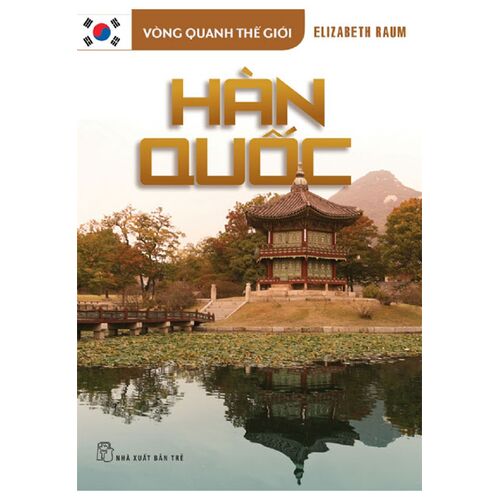 VÒNG QUANH THẾ GIỚI
ELIZABETH RAUM
HÀN
QUỐC
NHÀ XUẤT BẢN TRẺ